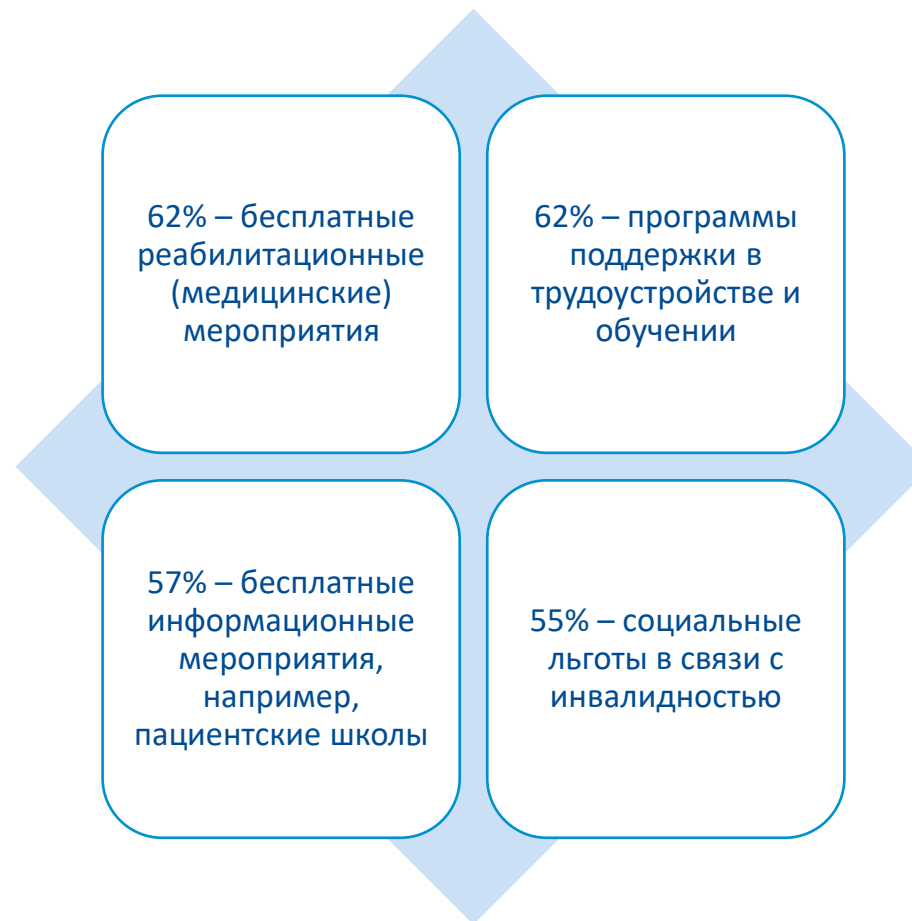 62% – бесплатные
реабилитационные
(медицинские)
мероприятия
62% – программы
поддержки в
трудоустройстве и
обучении
57% – бесплатные
информационные
мероприятия,
например,
пациентские школы
55% – социальные
льготы в связи с
инвалидностью